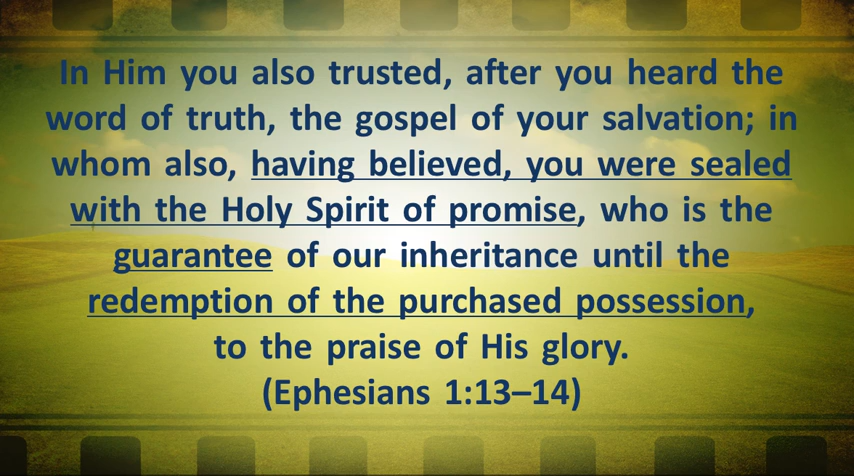 In Him you also trusted, after you heard the
word of truth, the gospel of your salvation; in
whom also, having believed, you were sealed
with the Holy Spirit of promise, who is the
guarantee of our inheritance until the
redemption of the purchased possession,
to the praise of His glory.
(Ephesians 1:13–14)